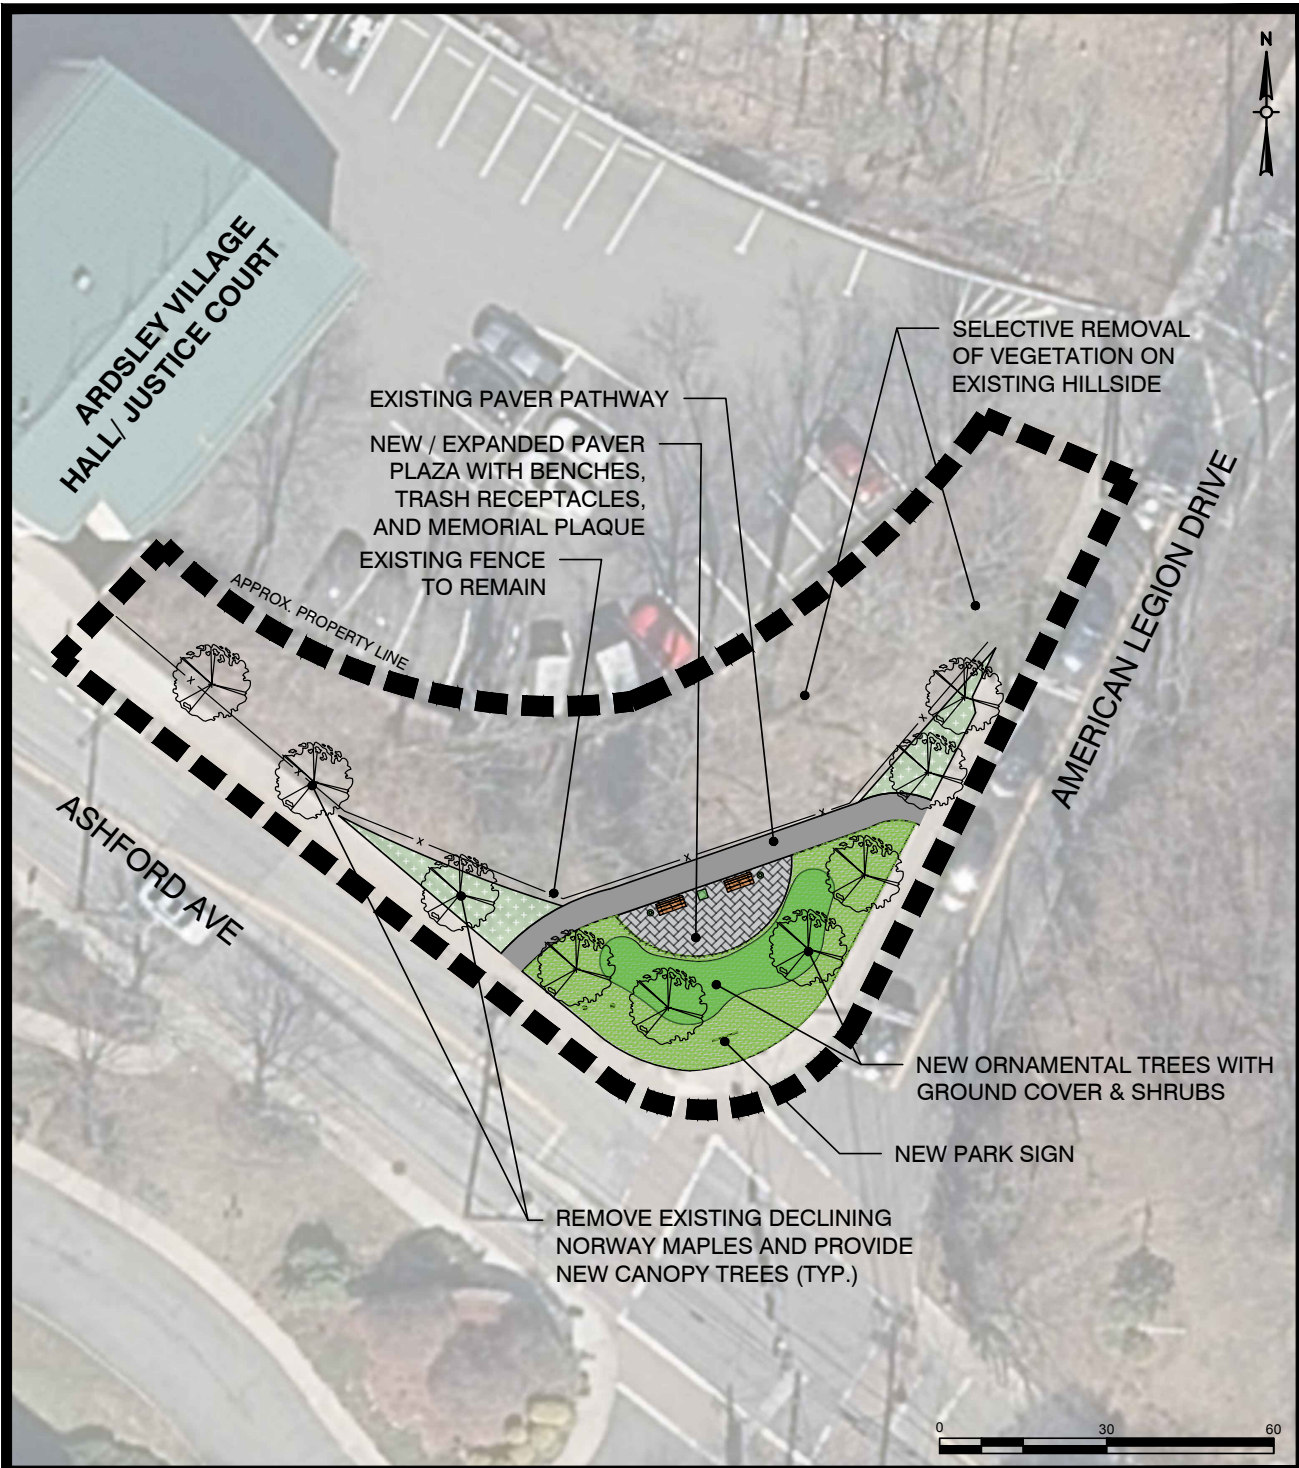 N
ARDSLEY VILLAGE
HALL/ JUSTICE COURT
SELECTIVE REMOVAL
OF VEGETATION ON
EXISTING HILLSIDE
EXISTING PAVER PATHWAY
NEW / EXPANDED PAVER
PLAZA WITH BENCHES,
TRASH RECEPTACLES,
AND MEMORIAL PLAQUE
EXISTING FENCE
TO REMAIN
APPROX. PROPERTY LINE
AMERICAN LEGION DRIVE
ASHFORD AVE
X
X
X
X
X
X
NEW ORNAMENTAL TREES WITH
GROUND COVER & SHRUBS
NEW PARK SIGN
REMOVE EXISTING DECLINING
NORWAY MAPLES AND PROVIDE
NEW CANOPY TREES (TYP.)
0 30 60